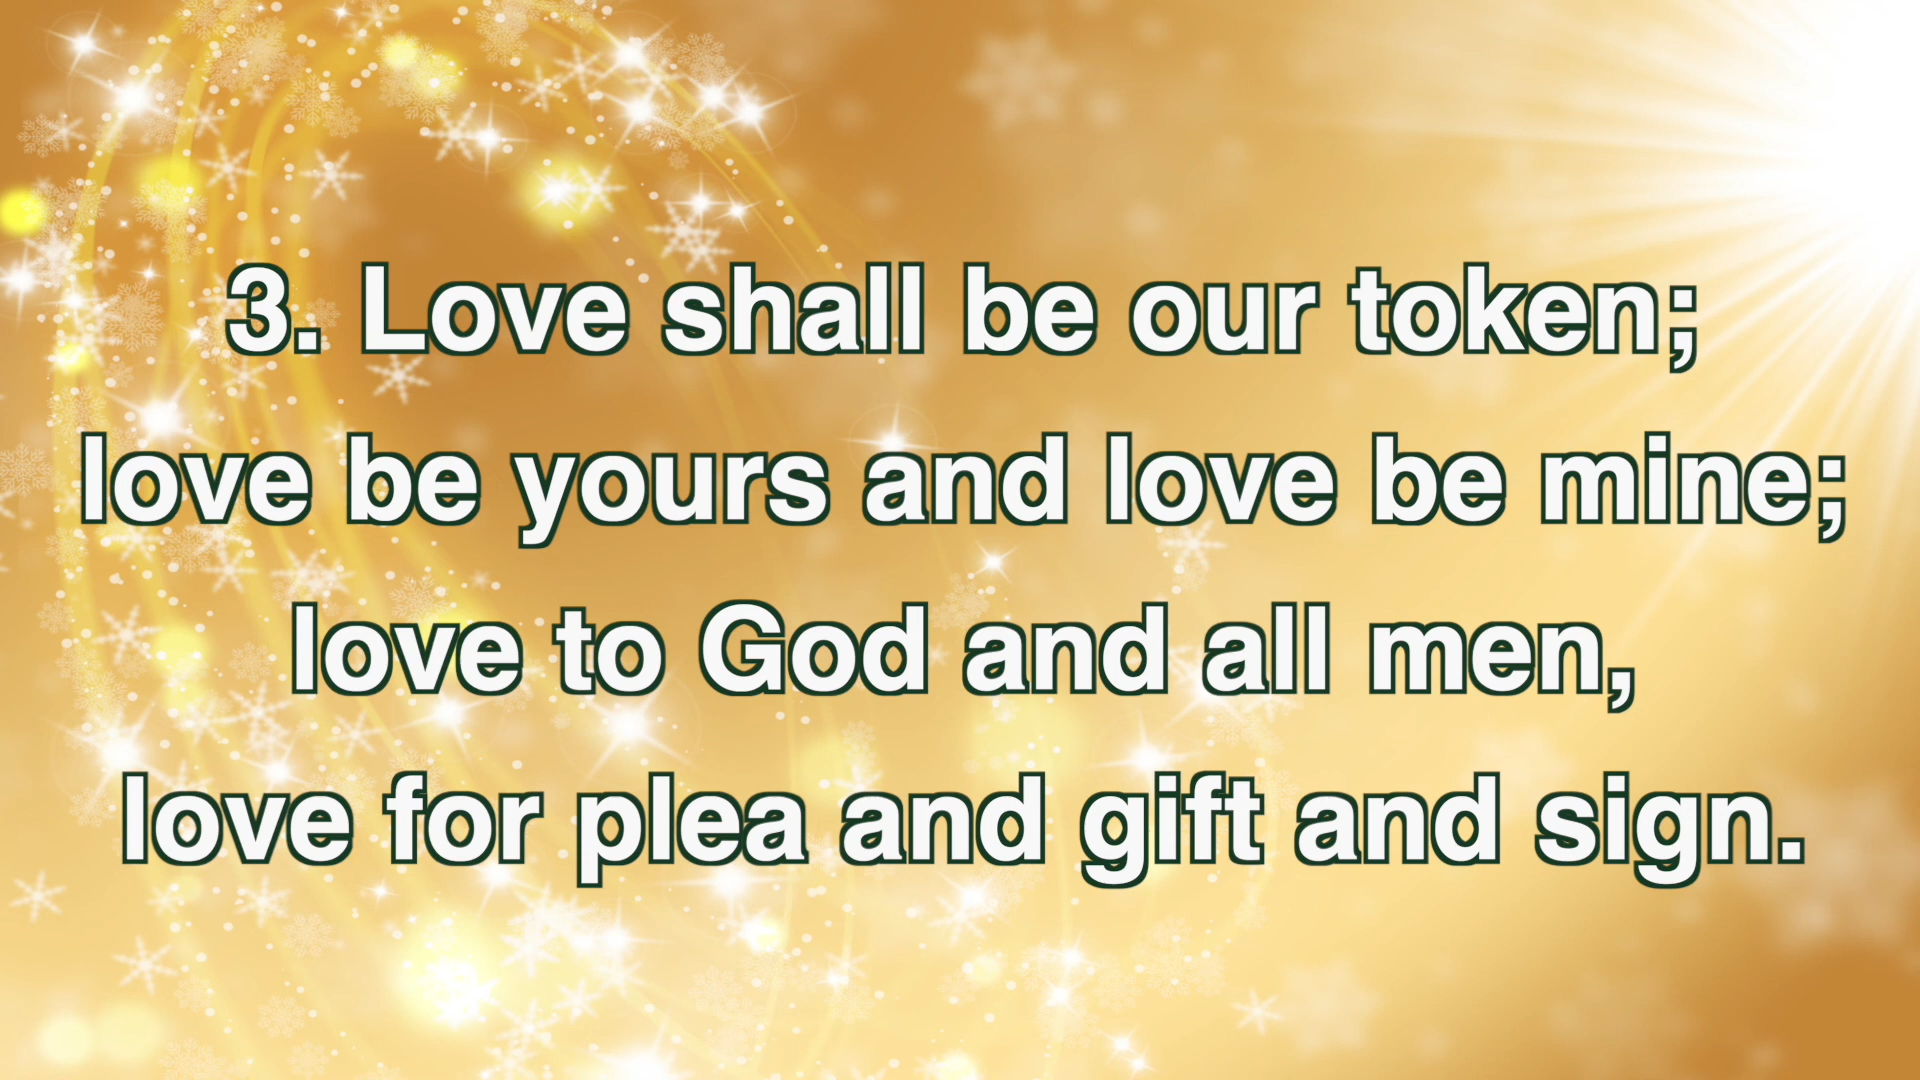 3. Love shall be our token;
love be yours and love be mine;
love to God and all men,
love for plea and gift and sign.